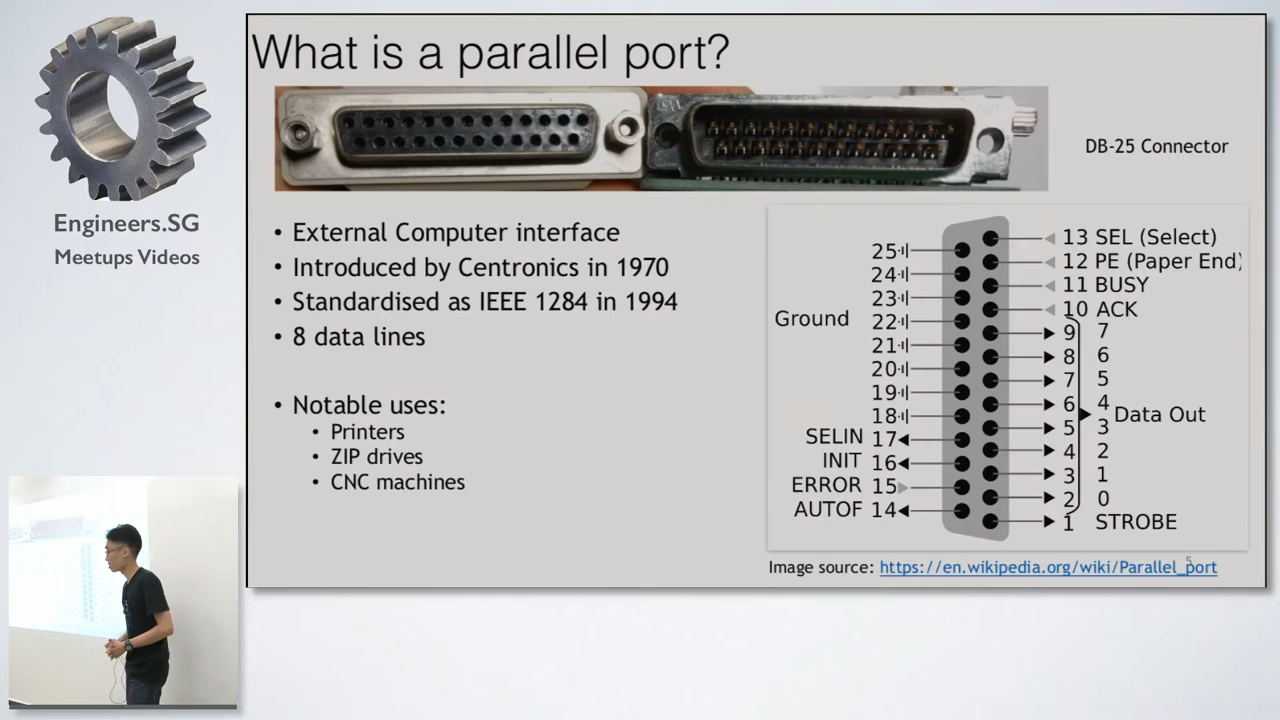 What is a parallel port?
DB-25 Connector
• External Computer interface
• Introduced by Centronics in 1970
• Standardised as IEEE 1284 in 1994
• 8 data lines
• Notable uses:
• Printers
• ZIP drives
• CNC machines
Ground
25
24
23
22
21
20
19
18
SELIN 17
INIT 16
ERROR 15
AUTOF 14
13 SEL (Select)
12 PE (Paper End)
11 BUSY
10 ACK
9 7
8 6
7 5
6 4
5 3
4 2
3 1
2 0
1 STROBE
Data Out
Image source: https://en.wikipedia.org/wiki/Parallel_port
5
Engineers.SG
Meetups Videos